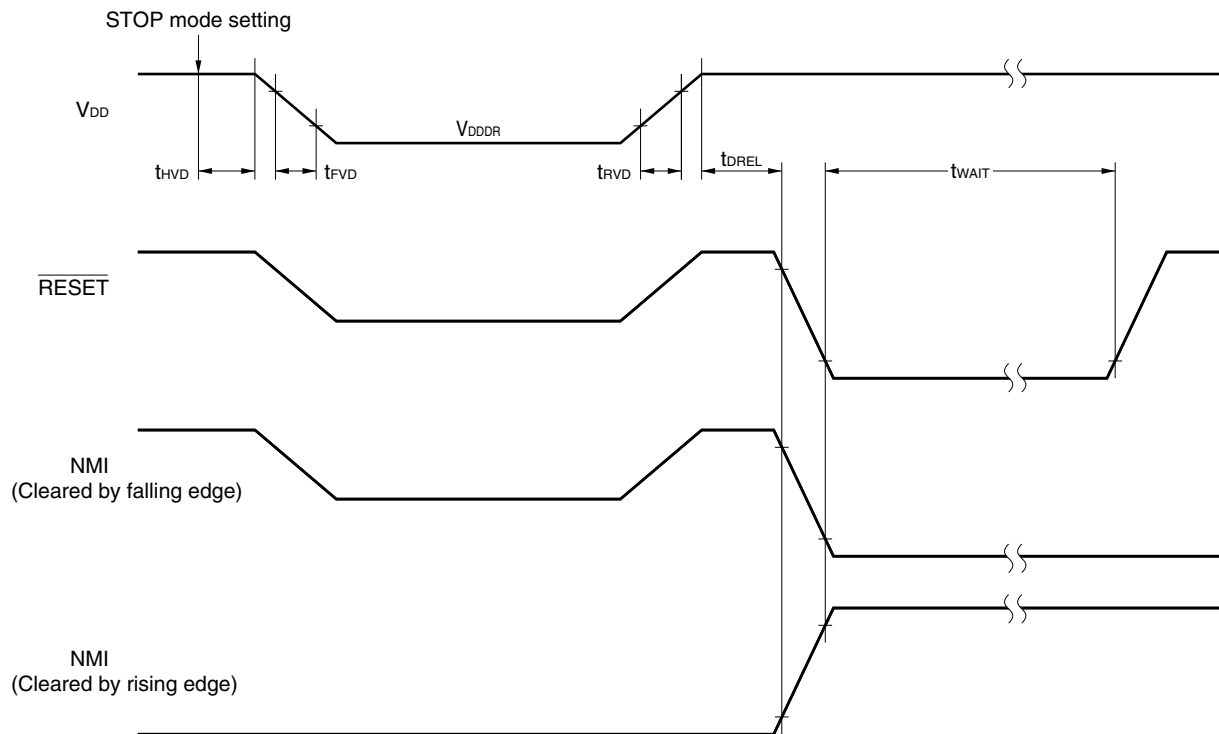 STOP mode setting
VDD
VDDDR
tHVD
tFVD
tRVD
tDREL
tWAIT
RESET
NMI
(Cleared by falling edge)
NMI
(Cleared by rising edge)